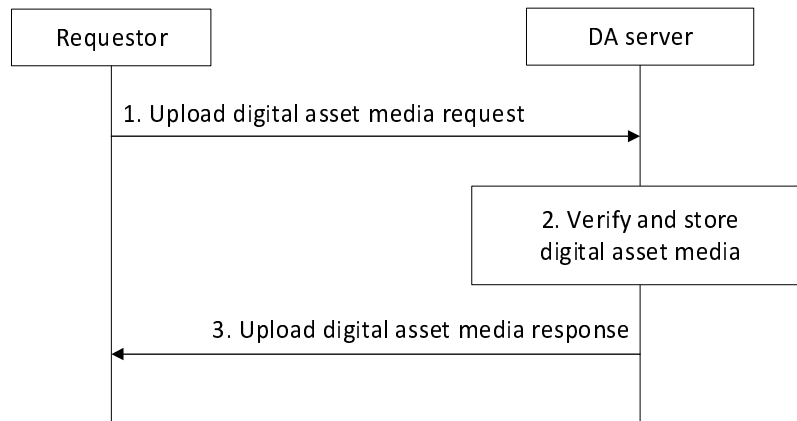 Requestor
DA server
1. Upload digital asset media request
2. Verify and store
digital asset media
3. Upload digital asset media response